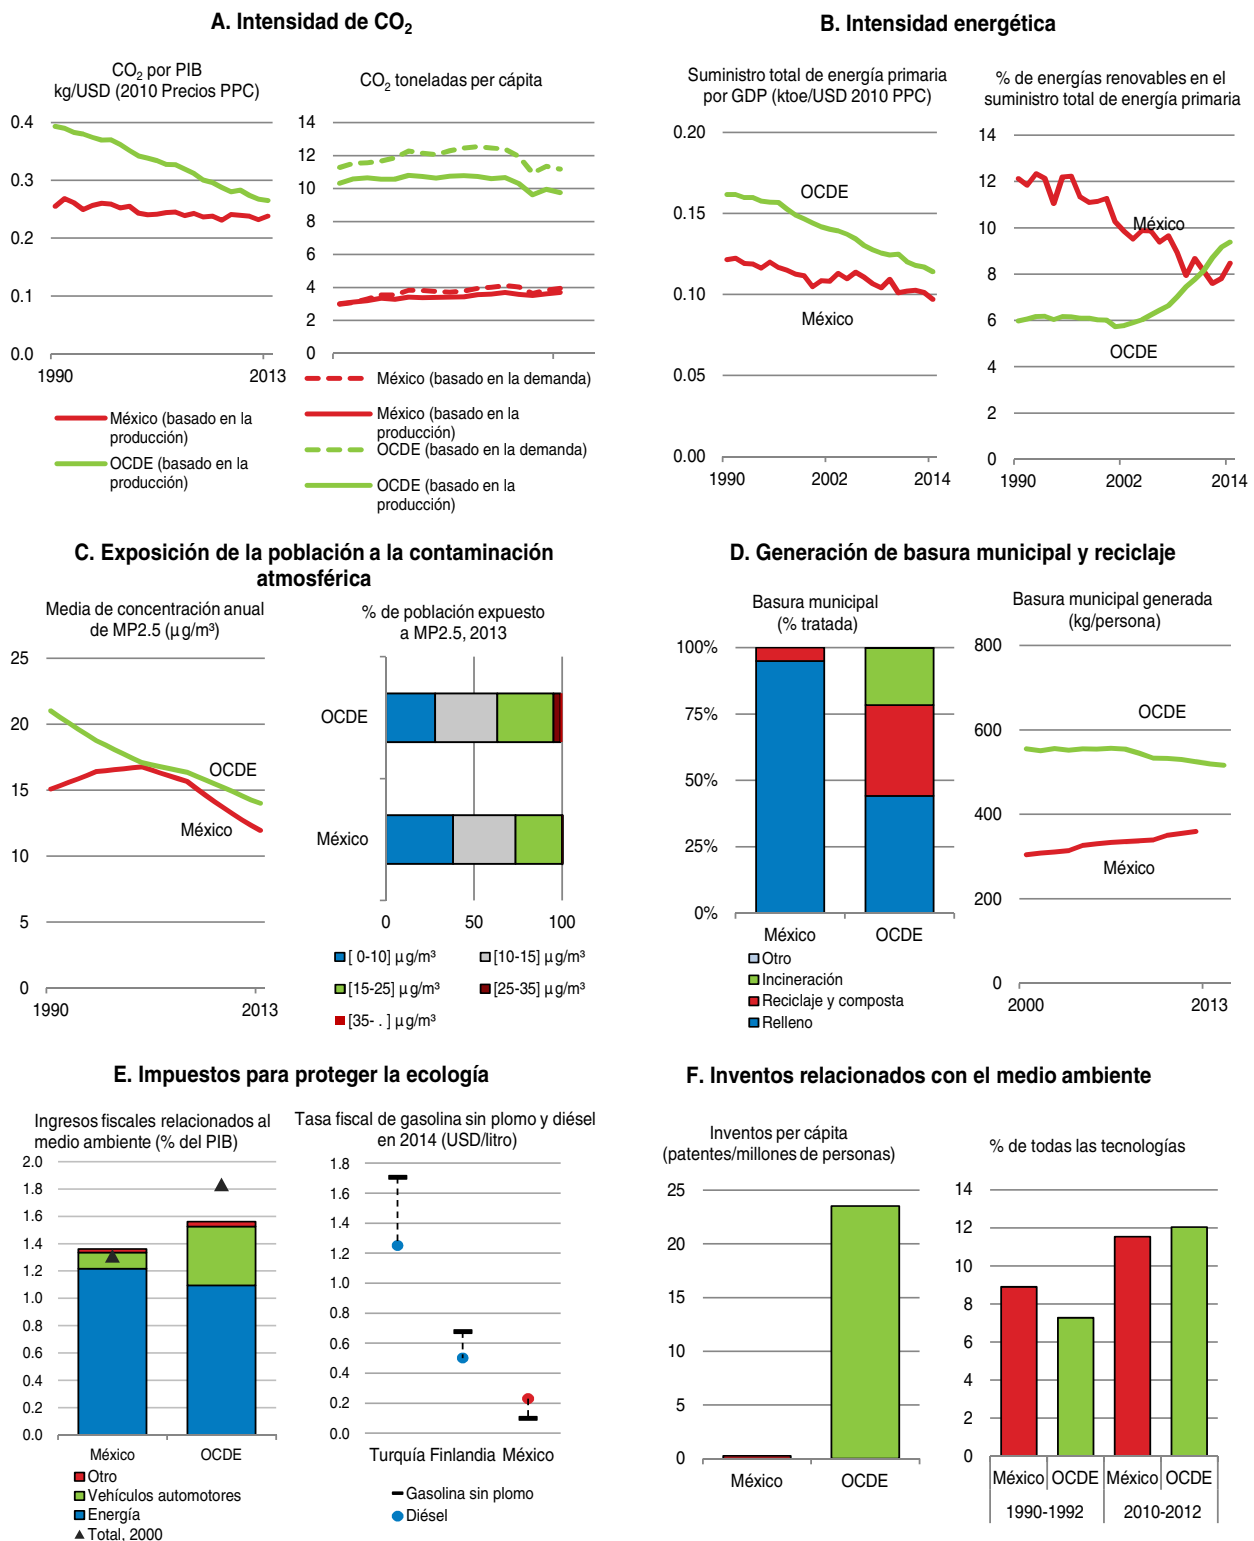 A. Intensidad de CO₂
CO₂ por PIB
kg/USD (2010 Precios PPC)
0.4
0.3
0.2
0.1
0.0
1990
2013
México (basado en la
producción)
OCDE (basado en la
producción)
CO₂ toneladas per cápita
14
12
10
8
6
4
2
0
México (basado en la demanda)
México (basado en la
producción)
OCDE (basado en la demanda)
OCDE (basado en la
producción)
B. Intensidad energética
Suministro total de energía primaria
por GDP (ktoe/USD 2010 PPC)
0.20
0.15
0.10
0.05
0.00
OCDE
México
1990
2002
2014
% de energías renovables en el
suministro total de energía primaria
14
12
10
8
6
4
2
0
México
OCDE
1990
2002
2014
C. Exposición de la población a la contaminación
atmosférica
Media de concentración anual
de MP2.5 (µg/m³)
25
20
15
10
5
0
OCDE
México
1990
2013
% de población expuesto
a MP2.5, 2013
OCDE
México
0
50
100
[ 0-10] µg/m³
[10-15] µg/m³
[15-25] µg/m³
[25-35] µg/m³
[35- . ] µg/m³
D. Generación de basura municipal y reciclaje
Basura municipal
(% tratada)
100%
75%
50%
25%
0%
México
OCDE
Otro
Incineración
Reciclaje y composta
Relleno
Basura municipal generada
(kg/persona)
800
600
400
200
0
OCDE
México
2000
2013
E. Impuestos para proteger la ecología
Ingresos fiscales relacionados al
medio ambiente (% del PIB)
2.0
1.8
1.6
1.4
1.2
1.0
0.8
0.6
0.4
0.2
0.0
México
OCDE
Otro
Vehículos automotores
Energía
Total, 2000
Tasa fiscal de gasolina sin plomo y diésel
en 2014 (USD/litro)
1.8
1.6
1.4
1.2
1.0
0.8
0.6
0.4
0.2
0.0
Turquía Finlandia México
Gasolina sin plomo
Diésel
F. Inventos relacionados con el medio ambiente
Inventos per cápita
(patentes/millones de personas)
25
20
15
10
5
0
México
OCDE
% de todas las tecnologías
14
12
10
8
6
4
2
0
México OCDE México OCDE
1990-1992
2010-2012